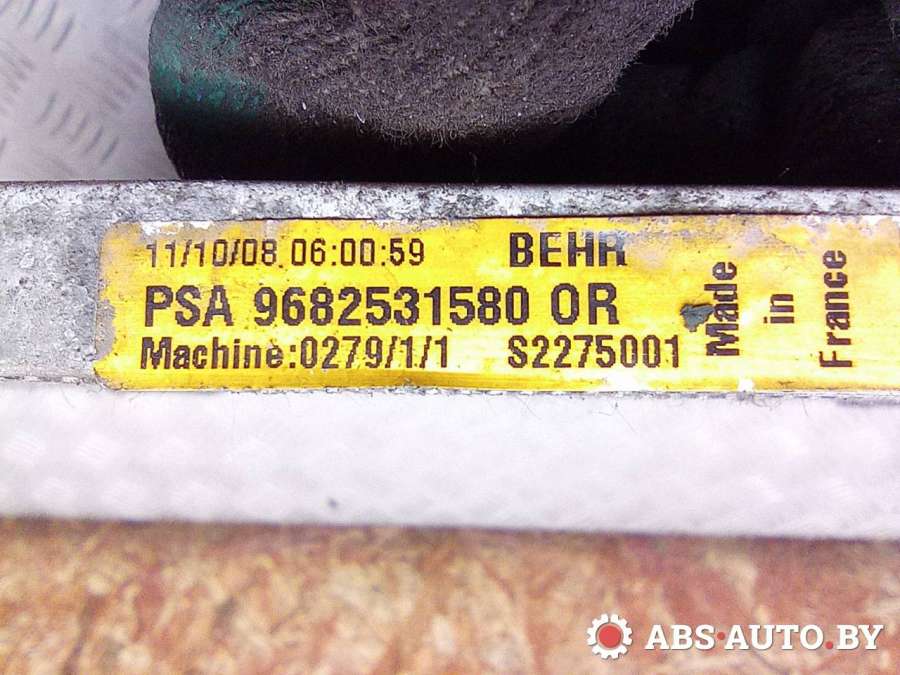 11/10/08 06:00:59 BEHR
PSA 9682531580 0R
Machine:0279/1/1 S2275001
Made
in
France
ABS-AUTO.BY